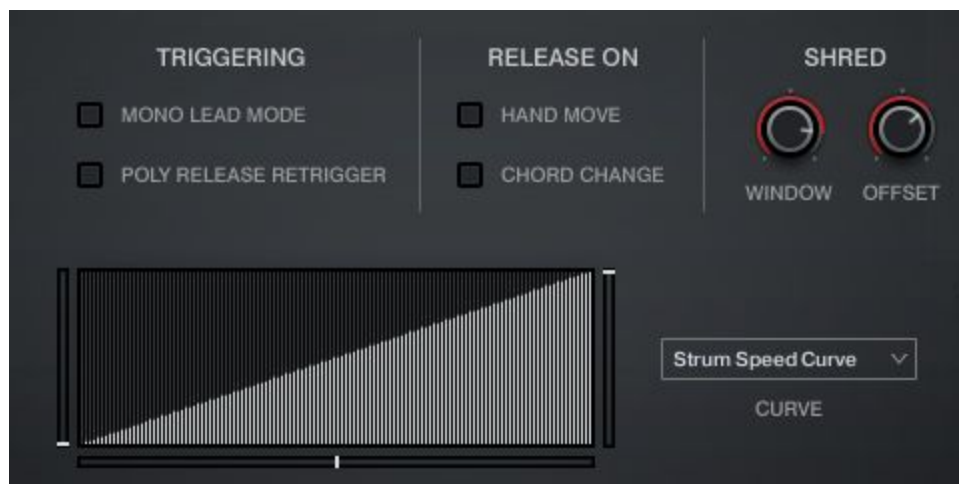 TRIGGERING
MONO LEAD MODE
POLY RELEASE RETRIGGER
RELEASE ON
HAND MOVE
CHORD CHANGE
SHRED
WINDOW
OFFSET
Strum Speed Curve
CURVE